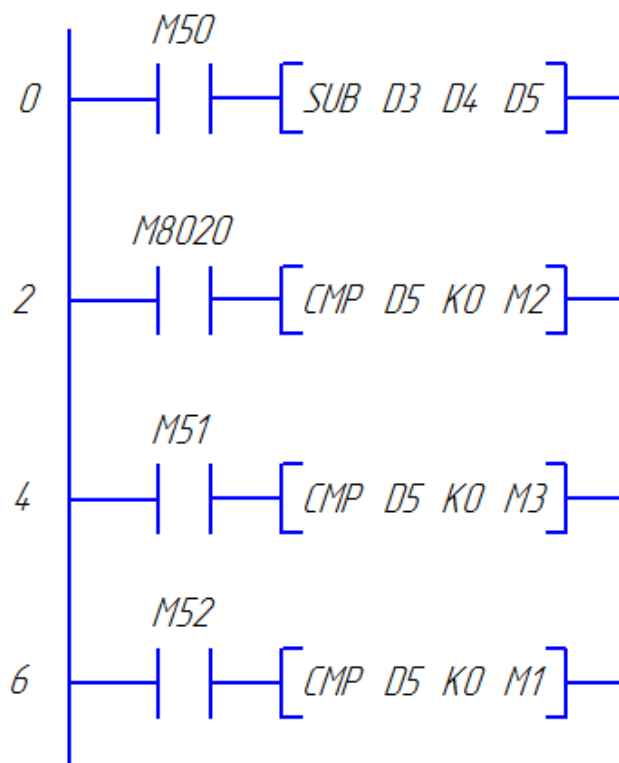 M50
0 SUB D3 D4 D5
M8020
2 CMP D5 K0 M2
M51
4 CMP D5 K0 M3
M52
6 CMP D5 K0 M1